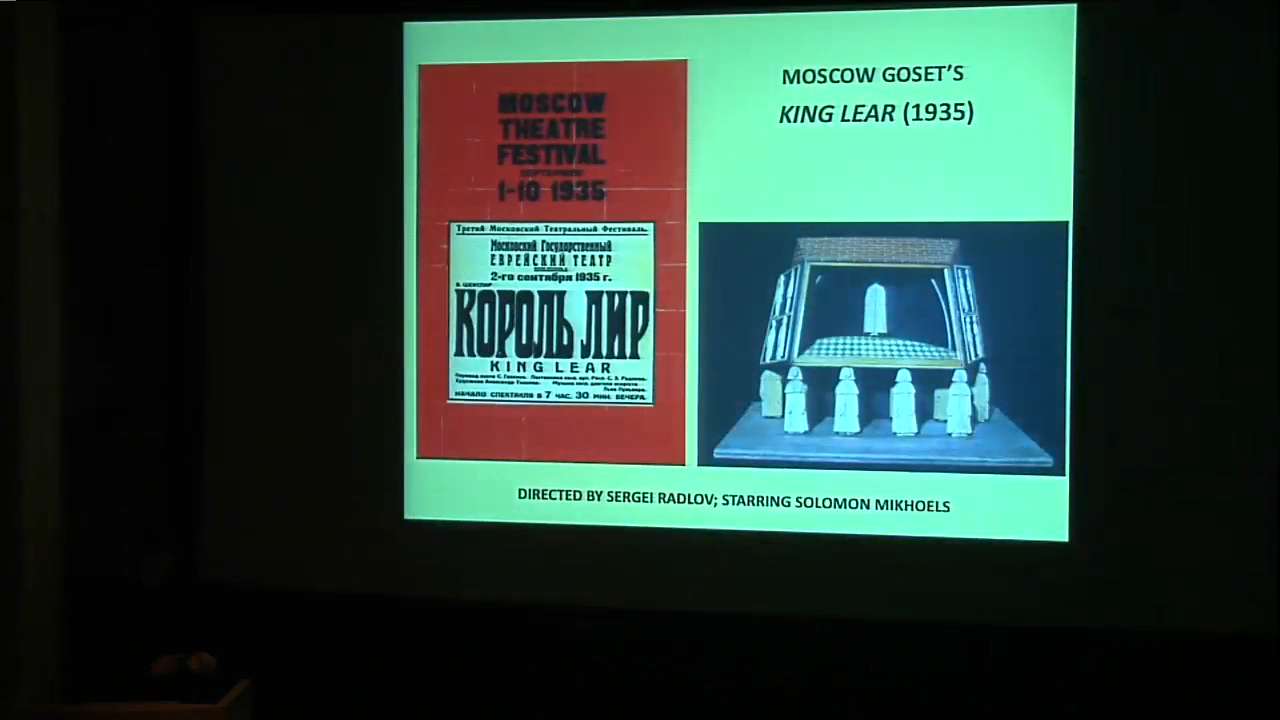 MOSCOW
THEATRE
FESTIVAL
SEPTEMBER
1-10 1935
Третий Московский Театральный Фестиваль.
Московский Государственный
ЕВРЕЙСКИЙ ТЕАТР
2-го сентября 1935 г.
В. ШЕКСПИР
КОРОЛЬ ЛИР
KING LEAR
НАЧАЛО СПЕКТАКЛЯ В 7 ЧАС. 30 МИН. ВЕЧЕРА.
MOSCOW GOSET’S
KING LEAR (1935)
DIRECTED BY SERGEI RADLOV; STARRING SOLOMON MIKHOELS